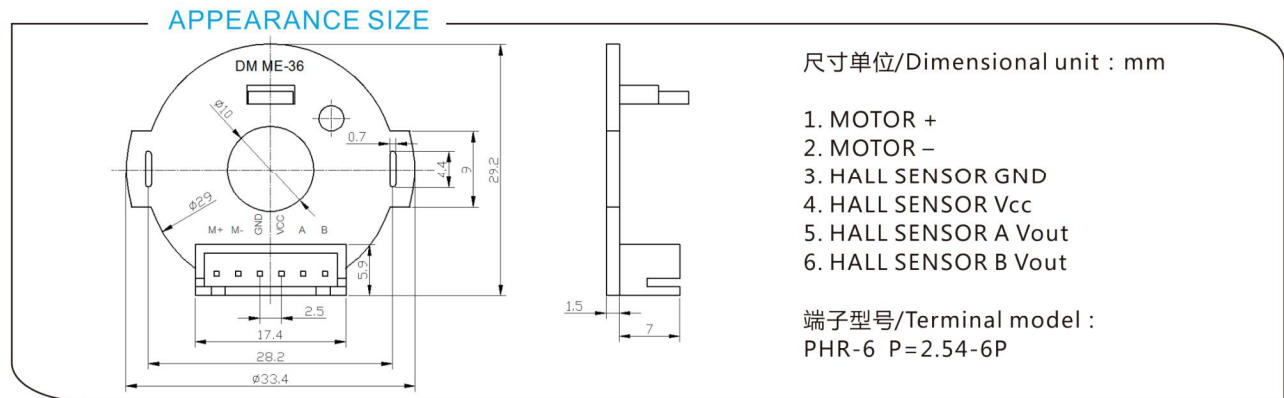 APPEARANCE SIZE
DM ME-36
ø10
0.7
4.4
9
29.2
ø29
M+ M- GND VCC A B
5.9
2.5
17.4
28.2
ø33.4
1.5
7
尺寸单位/Dimensional unit : mm
1. MOTOR +
2. MOTOR –
3. HALL SENSOR GND
4. HALL SENSOR Vcc
5. HALL SENSOR A Vout
6. HALL SENSOR B Vout
端子型号/Terminal model :
PHR-6 P=2.54-6P